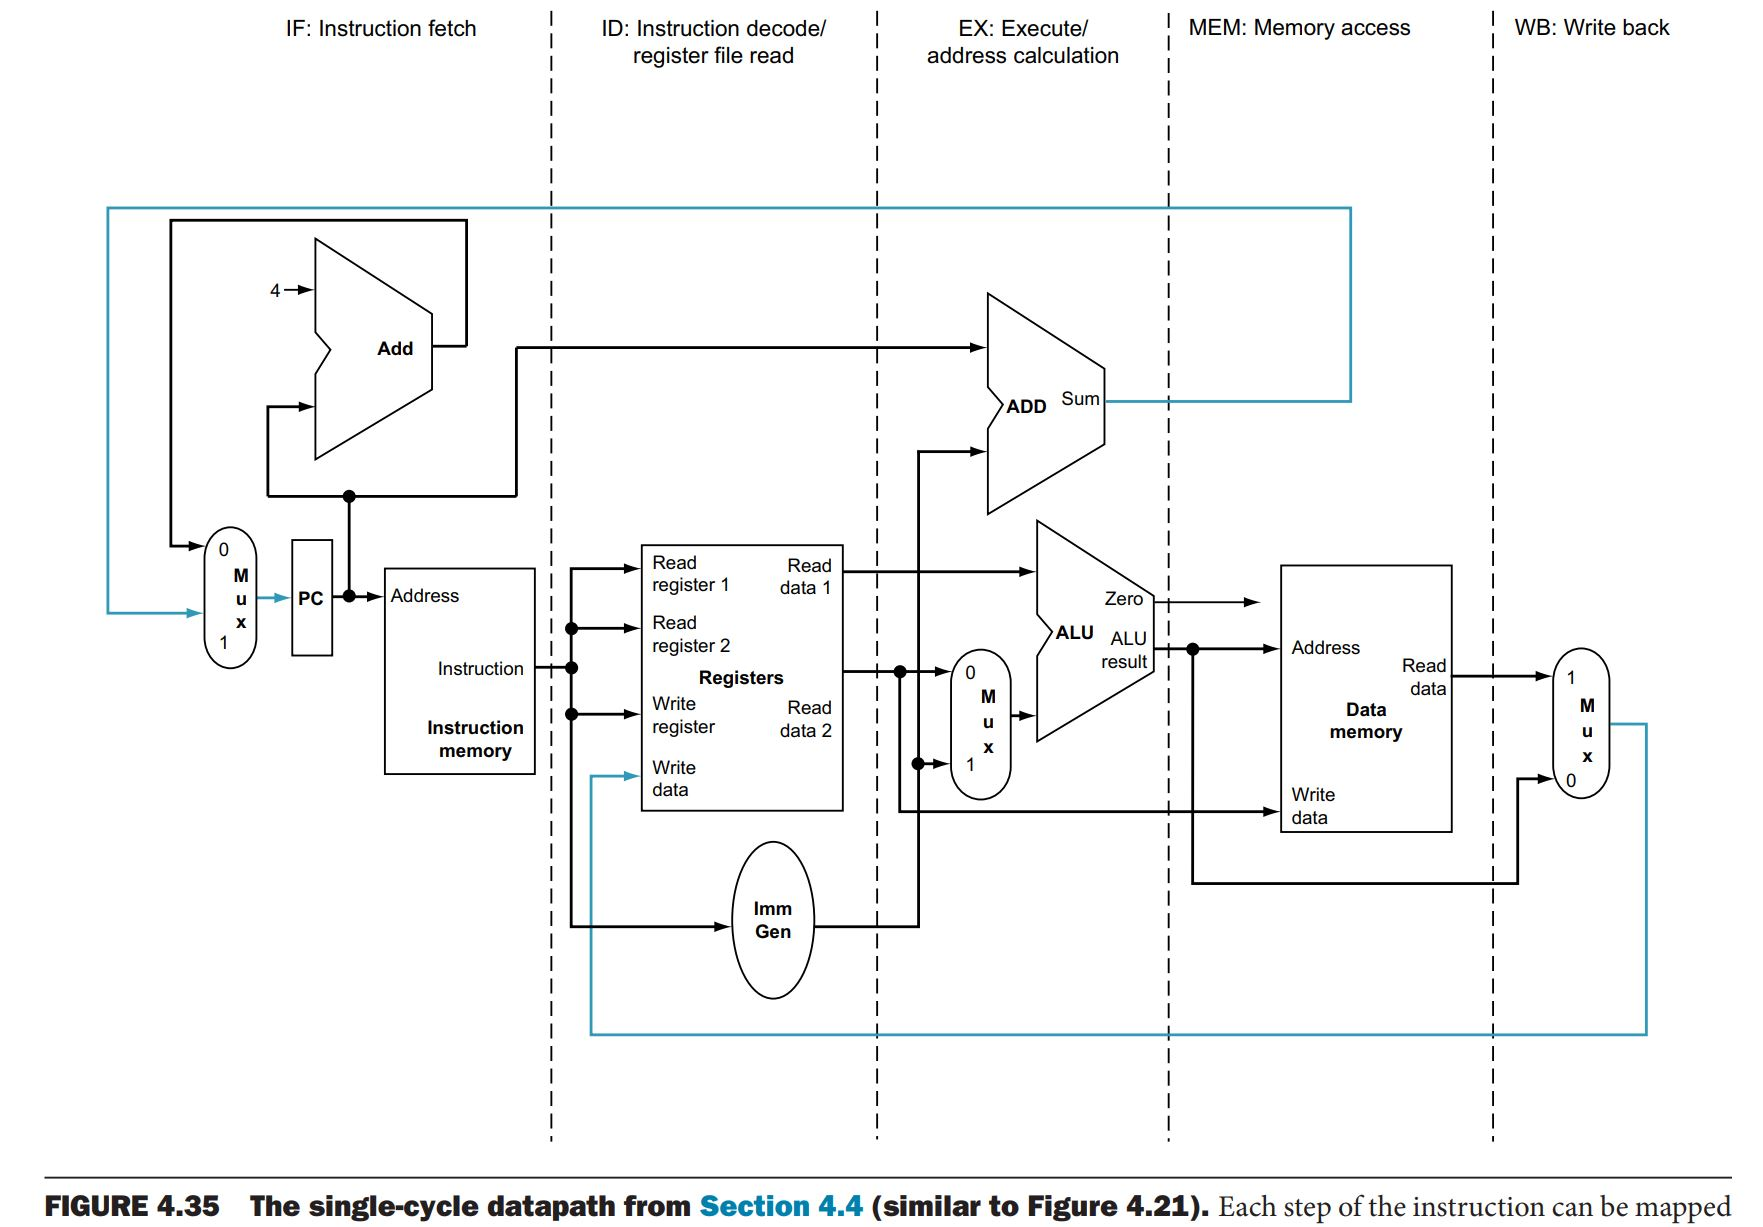 IF: Instruction fetch
ID: Instruction decode/
register file read
EX: Execute/
address calculation
MEM: Memory access
WB: Write back
4
Add
ADD
Sum
0
M
u
x
1
PC
Address
Instruction
Instruction
memory
Read
register 1
Read
register 2
Registers
Write
register
Write
data
Read
data 1
Read
data 2
Imm
Gen
0
M
u
x
1
Zero
ALU
ALU
result
Address
Read
data
Data
memory
Write
data
1
M
u
x
0
FIGURE 4.35 The single-cycle datapath from Section 4.4 (similar to Figure 4.21). Each step of the instruction can be mapped